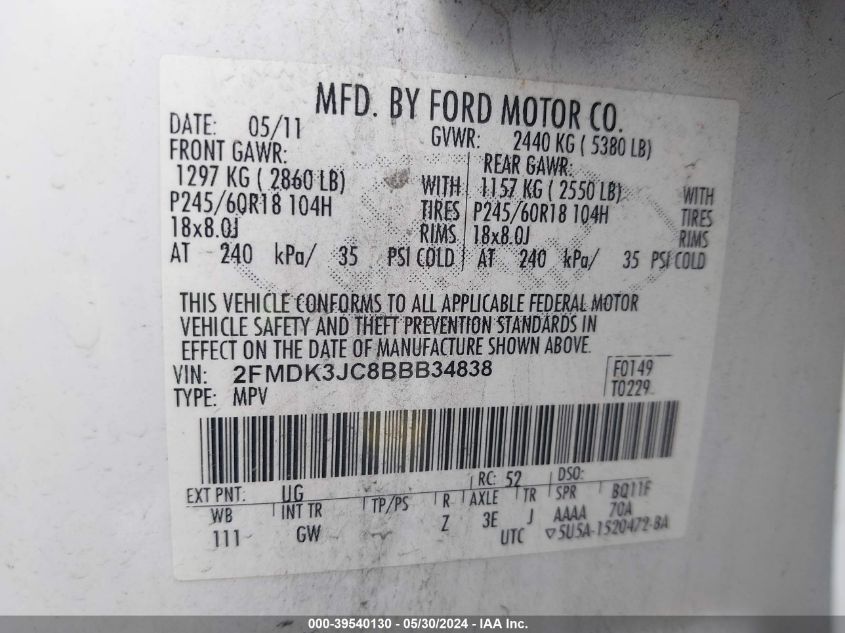 MFD. BY FORD MOTOR CO.
DATE: 05/11 GVWR: 2440 KG ( 5380 LB)
FRONT GAWR: REAR GAWR:
1297 KG ( 2860 LB) WITH 1157 KG ( 2550 LB) WITH
P245/60R18 104H TIRES P245/60R18 104H TIRES
18x8.0J RIMS 18x8.0J RIMS
AT 240 kPa/ 35 PSI COLD AT 240 kPa/ 35 PSI COLD
THIS VEHICLE CONFORMS TO ALL APPLICABLE FEDERAL MOTOR
VEHICLE SAFETY AND THEFT PREVENTION STANDARDS IN
EFFECT ON THE DATE OF MANUFACTURE SHOWN ABOVE.
VIN: 2FMDK3JC8BBB34838 F0149
TYPE: MPV T0229
EXT PNT: UG RC: 52 DSO:
WB INT TR TP/PS R AXLE TR SPR BQ11F
111 GW Z 3E J AAAA 70A
UTC ▽5U5A-1520472-BA
000-39540130 - 05/30/2024 - IAA Inc.